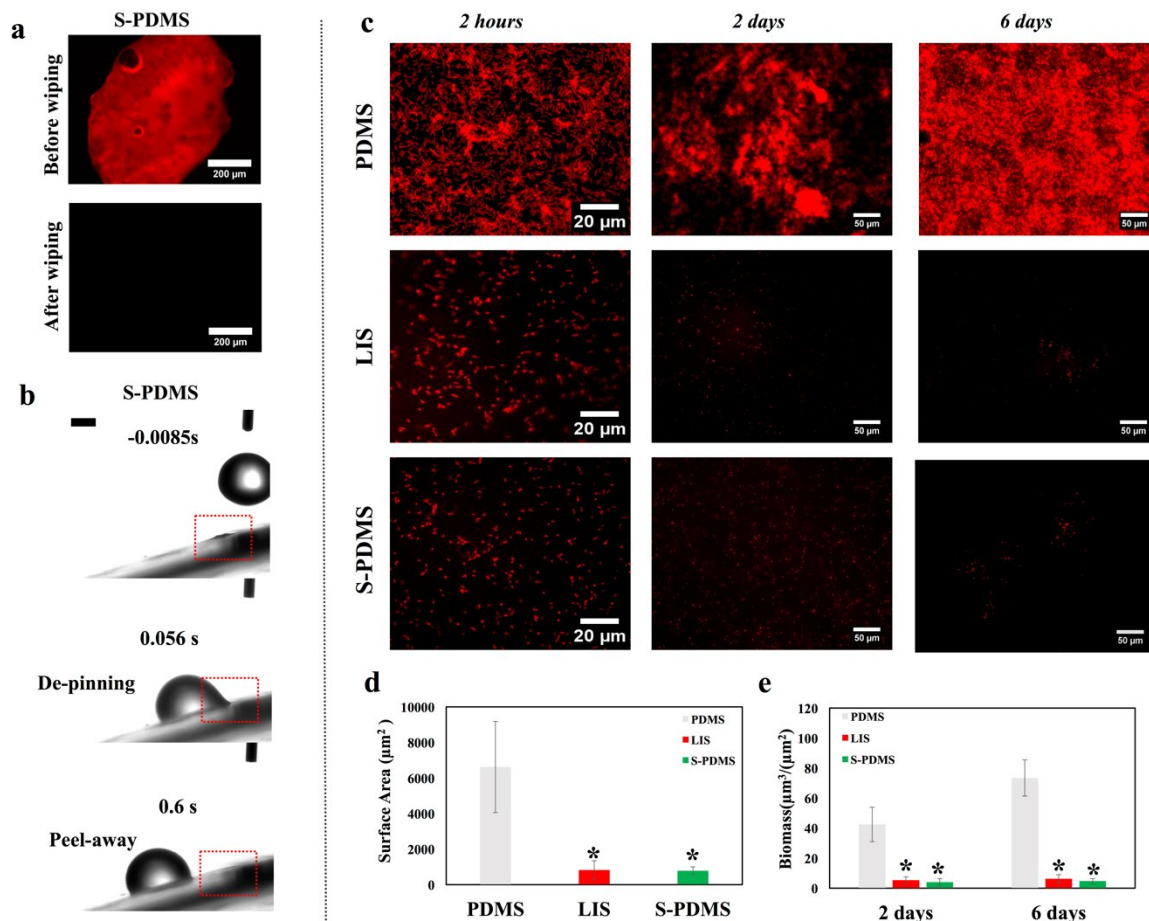 a
S-PDMS
Before wiping
200 µm
After wiping
200 µm
b
S-PDMS
-0.0085s
0.056 s
De-pinning
0.6 s
Peel-away
c
2 hours
2 days
6 days
PDMS
20 µm
50 µm
50 µm
LIS
20 µm
50 µm
50 µm
S-PDMS
20 µm
50 µm
50 µm
d
Surface Area (µm²)
10000
8000
6000
4000
2000
0
PDMS
LIS
S-PDMS
*
*
PDMS
LIS
S-PDMS
e
Biomass(µm³/(µm²)
120
100
80
60
40
20
0
PDMS
LIS
S-PDMS
*
*
*
*
2 days
6 days